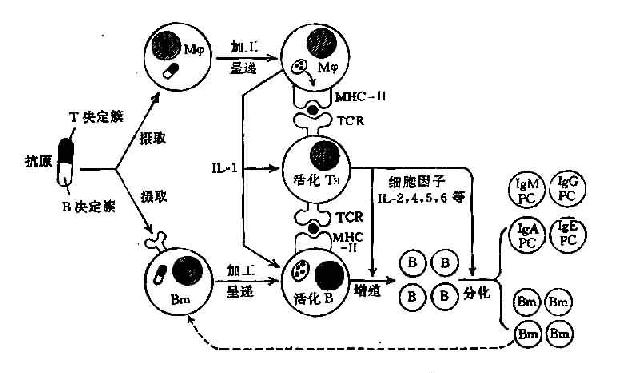 Mφ
加工
呈递
Mφ
MHC-II
TCR
T 决定簇
抗原
摄取
B 决定簇
摄取
IL-1
活化 TH
细胞因子
IL-2,4,5,6 等
TCR
MHC
-II
IgM
PC
IgG
PC
IgA
PC
IgE
PC
Bm
加工
呈递
活化 B
增殖
B
B
B
B
分化
Bm
Bm
Bm
Bm